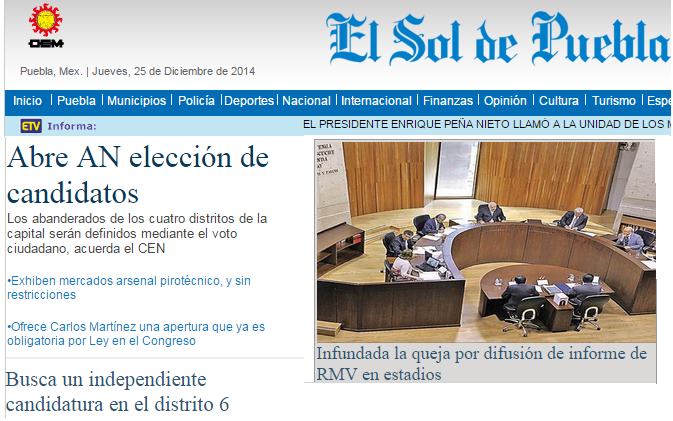 OEM
El Sol de Puebla
Puebla, Mex. | Jueves, 25 de Diciembre de 2014
Inicio | Puebla | Municipios | Policía | Deportes | Nacional | Internacional | Finanzas | Opinión | Cultura | Turismo | Espe
ETV Informa:
EL PRESIDENTE ENRIQUE PEÑA NIETO LLAMÓ A LA UNIDAD DE LOS M
Abre AN elección de
candidatos
Los abanderados de los cuatro distritos de la
capital serán definidos mediante el voto
ciudadano, acuerda el CEN
•Exhiben mercados arsenal pirotécnico, y sin
restricciones
•Ofrece Carlos Martínez una apertura que ya es
obligatoria por Ley en el Congreso
Busca un independiente
candidatura en el distrito 6
Infundada la queja por difusión de informe de
RMV en estadios